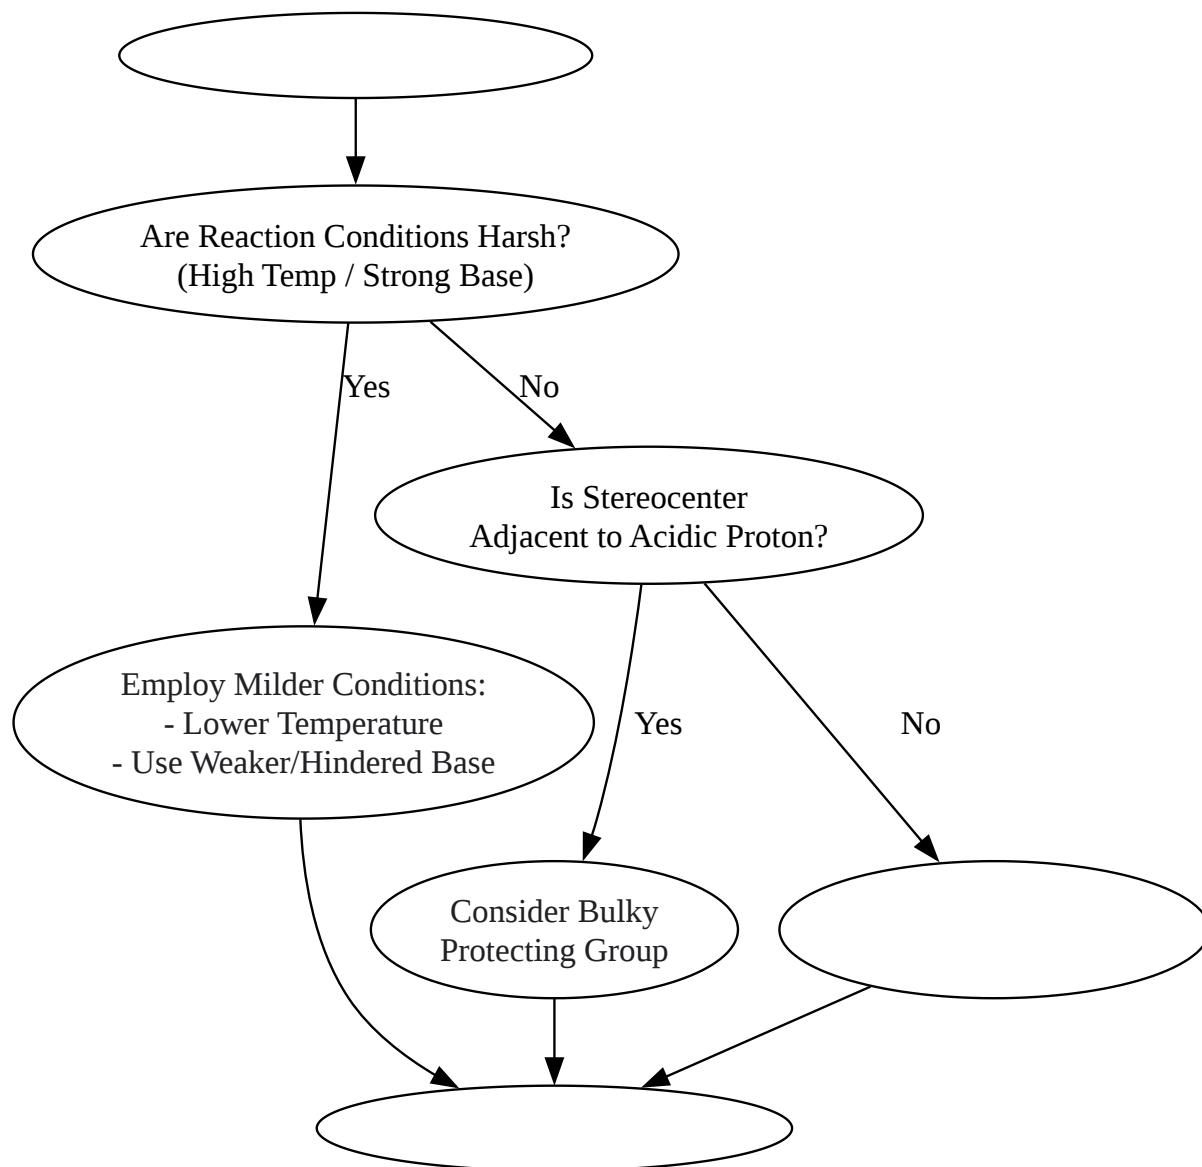 Are Reaction Conditions Harsh?
(High Temp / Strong Base)
Yes
No
Is Stereocenter
Adjacent to Acidic Proton?
Employ Milder Conditions:
- Lower Temperature
- Use Weaker/Hindered Base
Yes
No
Consider Bulky
Protecting Group